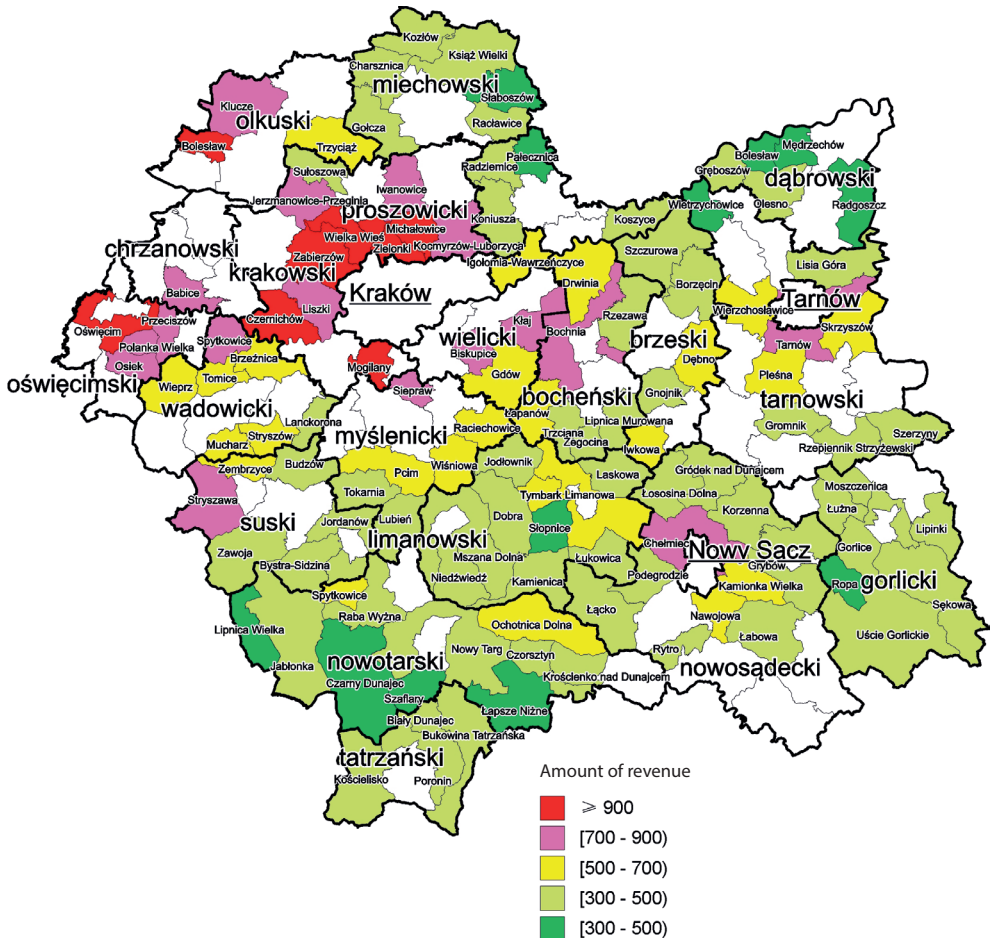 Kozłów
Książ Wielki
Charsznica
miechowski
Słaboszów
Racławice
Gołcza
Klucze
olkuski
Bolesław
Trzyciąż
Sułoszowa
Pałecznica
Radziemice
Bolesław
Mędrzechów
Gręboszów
dąbrowski
Olesno
Radgoszcz
Wietrzychowice
Jerzmanowice-Przeginia
Iwanowice
proszowicki
Koniusza
Koszyce
Michałowice
Wielka Wieś
Zielonki
Kocmyrzów-Luborzyca
Zabierzów
chrzanowski
krakowski
Szczurowa
Lisia Góra
Igołomia-Wawrzeńczyce
Drwinia
Borzęcin
Babice
Liszki
Kraków
Czernichów
Tarnów
Wierzchosławice
Skrzyszów
Oświęcim
Przeciszów
Polanka Wielka
Spytkowice
Osiek
oświęcimski
Kłaj
Rzezawa
wielicki
Bochnia
brzeski
Biskupice
Tarnów
Dębno
Brzeźnica
Tomice
Wieprz
Mogilany
Gdów
Pleśna
Siepraw
wadowicki
bocheński
Gnojnik
tarnowski
Łapanów
Lanckorona
Lipnica Murowana
Gromnik
Raciechowice
Trzciana
Żegocina
Szerzyny
Rzepiennik Strzyżewski
Stryszów
Mucharz
myślenicki
Iwkowa
Wiśniowa
Pcim
Zembrzyce
Budzów
Jodłownik
Laskowa
Gródek nad Dunajcem
Moszczenica
Stryszawa
Tokarnia
Tymbark
Limanowa
Łososina Dolna
Korzenna
Łużna
suski
Jordanów
Lubień
Dobra
Słopnice
Lipinki
limanowski
Chełmiec
Nowy Sącz
Gorlice
Zawoja
Mszana Dolna
Łukowica
Grybów
Bystra-Sidzina
Niedźwiedź
Kamienica
Podegrodzie
Kamionka Wielka
Ropa
gorlicki
Sękowa
Spytkowice
Raba Wyżna
Łącko
Nawojowa
Lipnica Wielka
Ochotnica Dolna
Łabowa
Uście Gorlickie
Nowy Targ
Czorsztyn
Rytro
Jabłonka
nowotarski
Krościenko nad Dunajcem
nowosądecki
Czarny Dunajec
Szaflary
Łapsze Niżne
Biały Dunajec
Bukowina Tatrzańska
tatrzański
Kościelisko
Poronin
Amount of revenue
⩾ 900
[700 - 900)
[500 - 700)
[300 - 500)
[300 - 500)